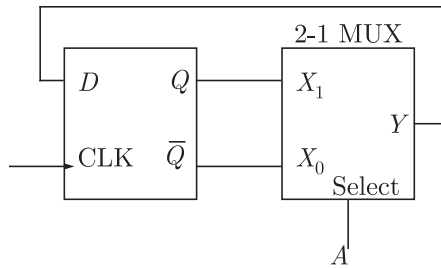 2-1 MUX
D Q X₁
Y
CLK Q̅ X₀
Select
A